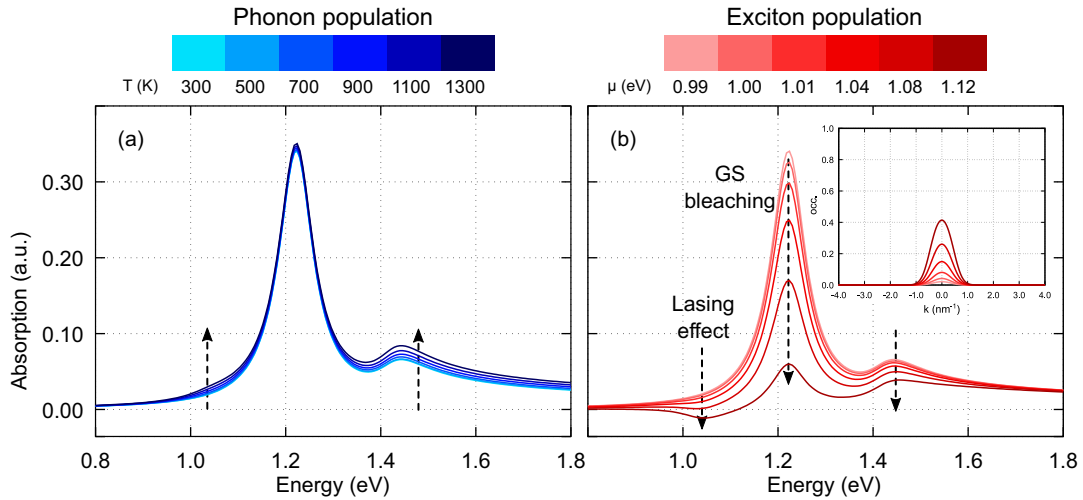 Phonon population
Exciton population
T (K) 300 500 700 900 1100 1300
μ (eV) 0.99 1.00 1.01 1.04 1.08 1.12
(a)
0.30
0.20
0.10
0.00
Absorption (a.u.)
0.8 1.0 1.2 1.4 1.6 1.8
Energy (eV)
(b)
GS
bleaching
Lasing
effect
1.0
0.8
0.6
0.4
0.2
0.0
occ.
-4.0 -3.0 -2.0 -1.0 0.0 1.0 2.0 3.0 4.0
k (nm⁻¹)
1.0 1.2 1.4 1.6 1.8
Energy (eV)